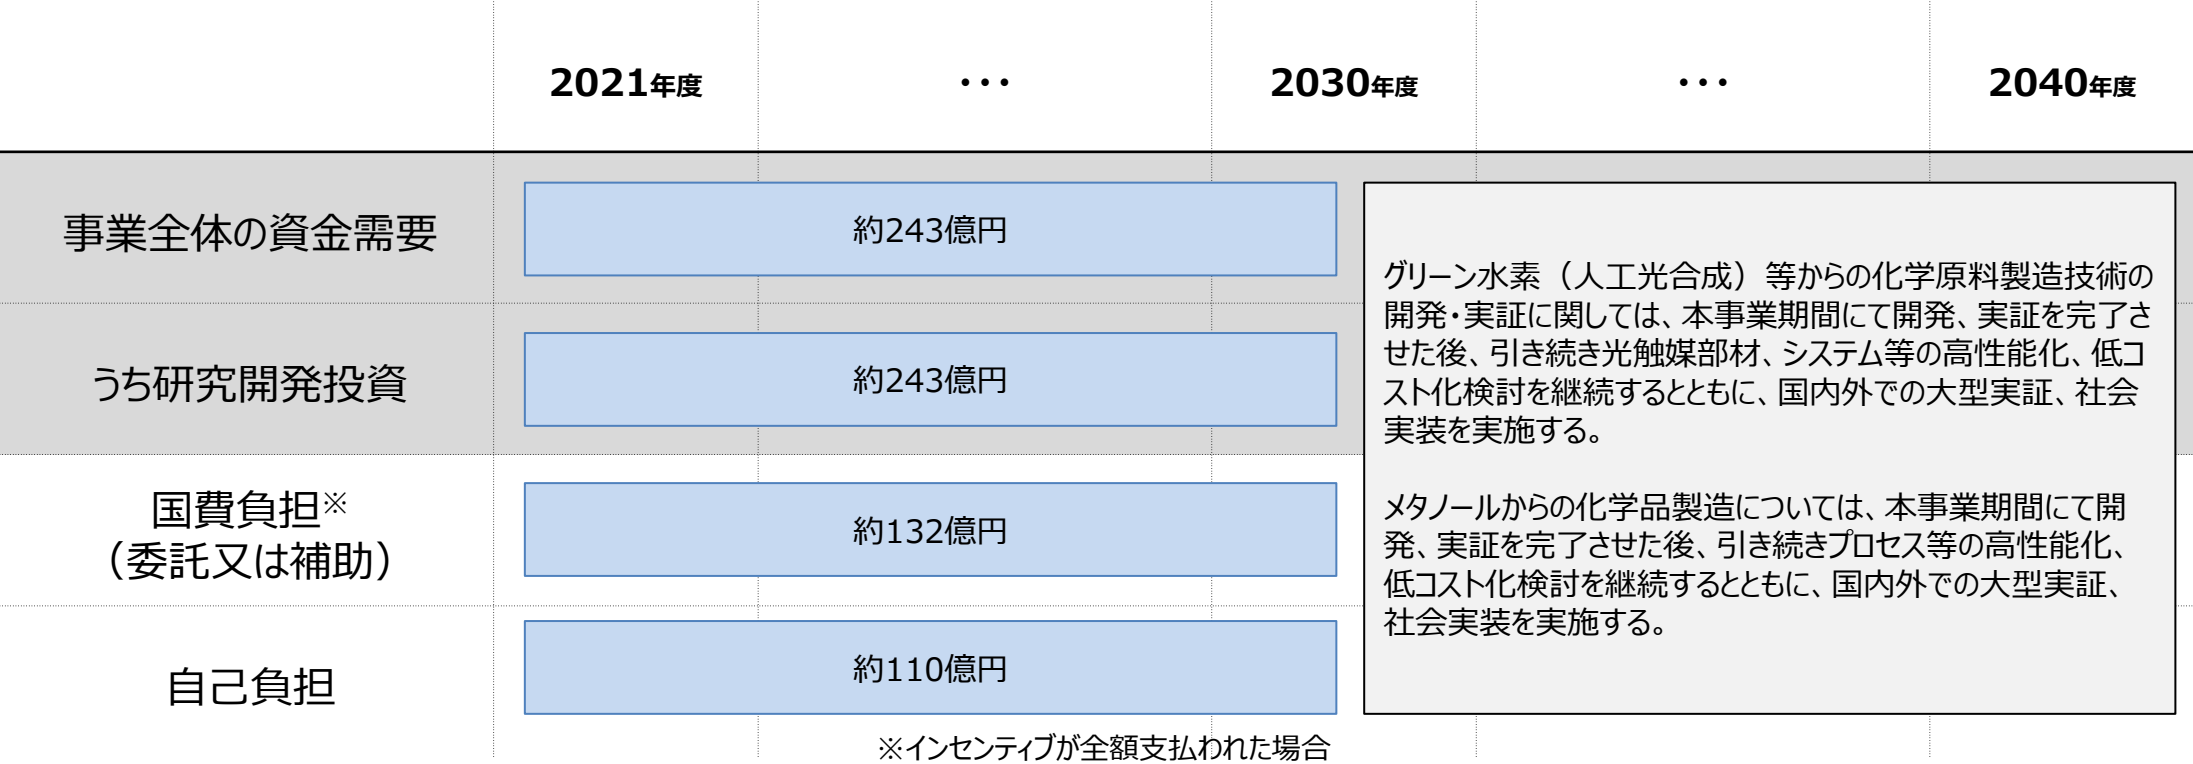 2021年度 ・・・ 2030年度 ・・・ 2040年度
事業全体の資金需要
約243億円
うち研究開発投資
約243億円
国費負担※
（委託又は補助）
約132億円
自己負担
約110億円
グリーン水素（人工光合成）等からの化学原料製造技術の
開発・実証に関しては、本事業期間にて開発、実証を完了さ
せた後、引き続き光触媒部材、システム等の高性能化、低コ
スト化検討を継続するとともに、国内外での大型実証、社会
実装を実施する。
メタノールからの化学品製造については、本事業期間にて開
発、実証を完了させた後、引き続きプロセス等の高性能化、
低コスト化検討を継続するとともに、国内外での大型実証、
社会実装を実施する。
※インセンティブが全額支払われた場合